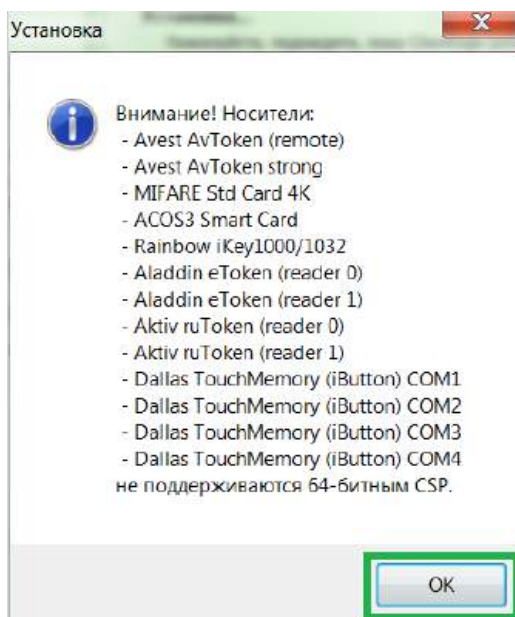 Установка
Внимание! Носители:
- Avest AvToken (remote)
- Avest AvToken strong
- MIFARE Std Card 4K
- ACOS3 Smart Card
- Rainbow iKey1000/1032
- Aladdin eToken (reader 0)
- Aladdin eToken (reader 1)
- Aktiv ruToken (reader 0)
- Aktiv ruToken (reader 1)
- Dallas TouchMemory (iButton) COM1
- Dallas TouchMemory (iButton) COM2
- Dallas TouchMemory (iButton) COM3
- Dallas TouchMemory (iButton) COM4
не поддерживаются 64-битным CSP.
OK